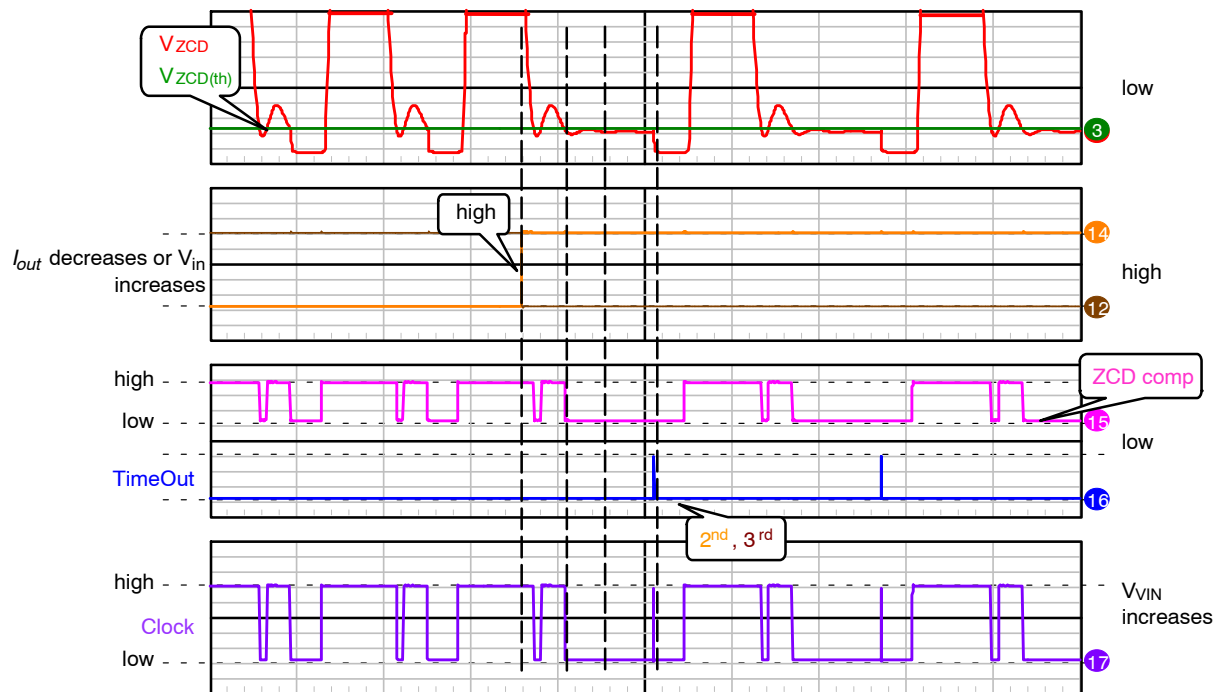 VZCD
VZCD(th)
low
3
high
14
Iout decreases or Vin
increases
high
12
high
ZCD comp
low
15
low
TimeOut
16
2nd , 3rd
high
VVIN
increases
Clock
low
17